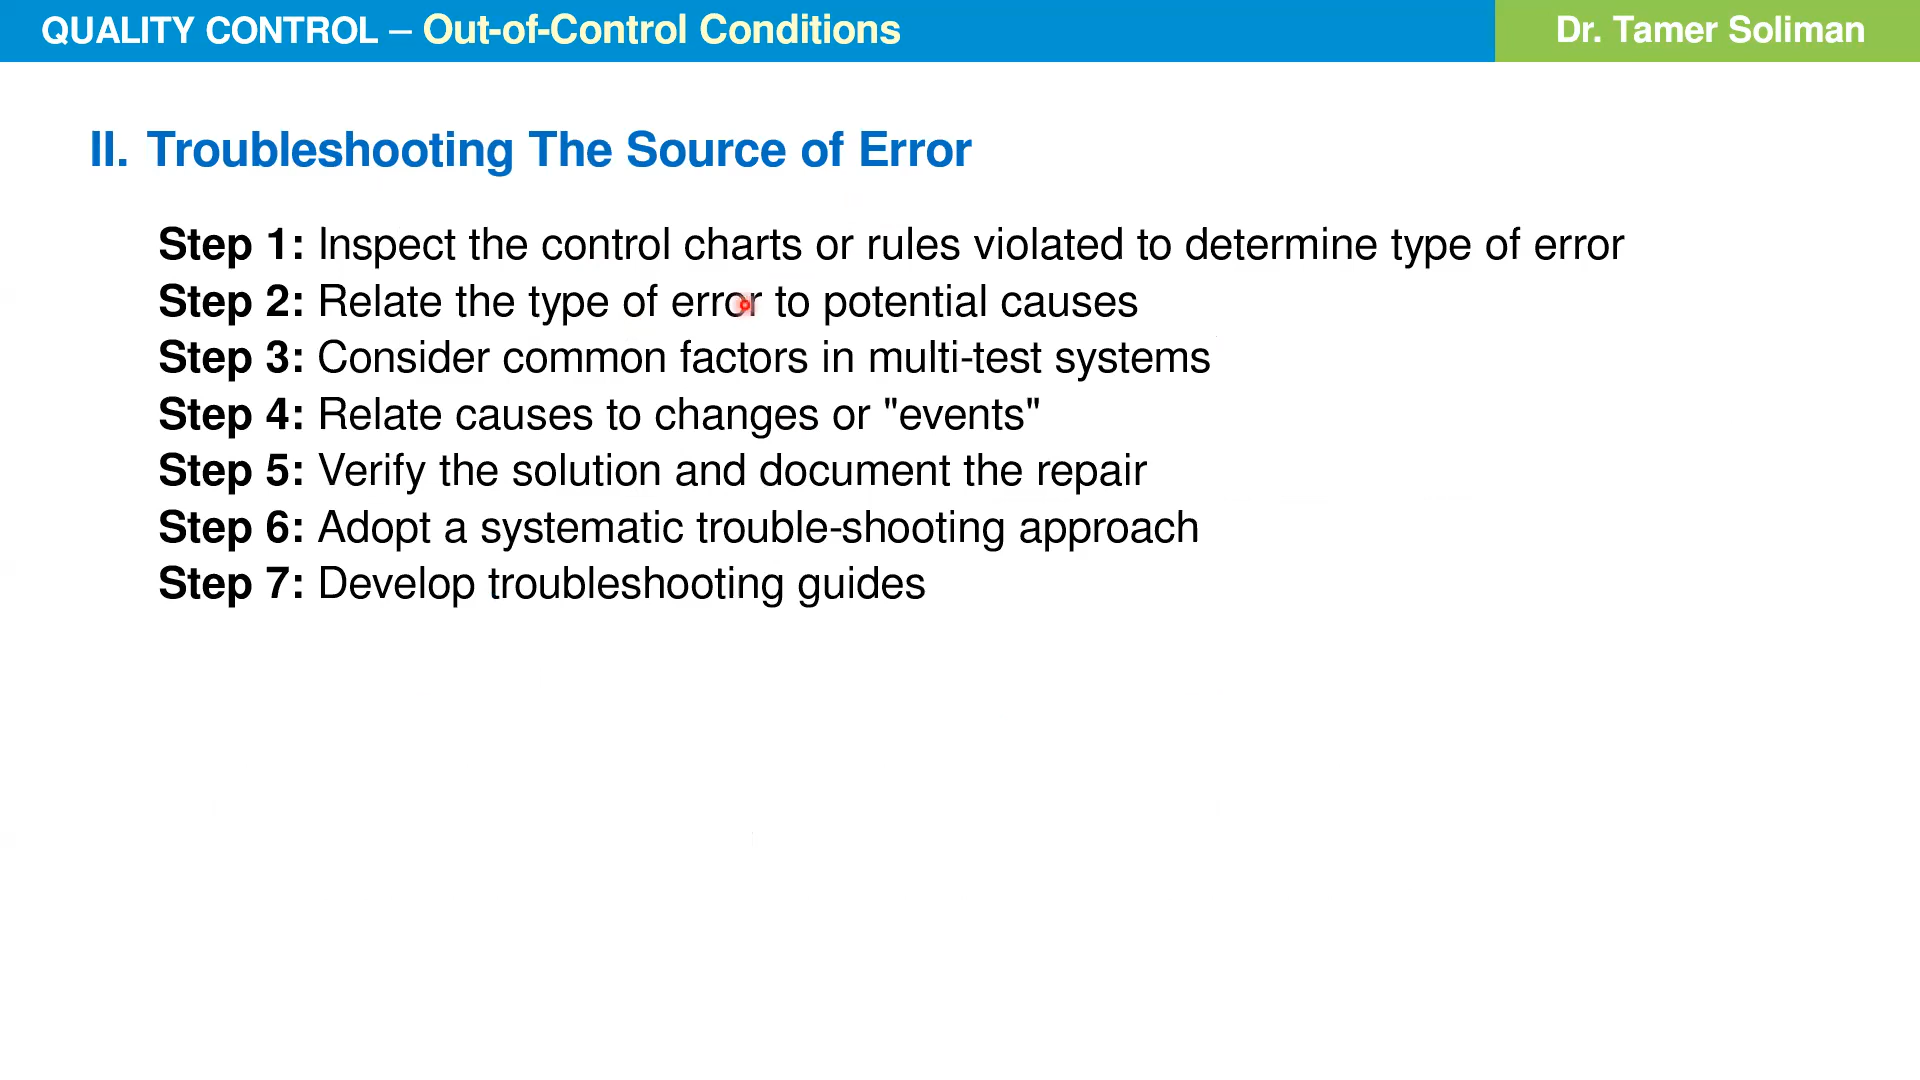 QUALITY CONTROL – Out-of-Control Conditions
Dr. Tamer Soliman
II. Troubleshooting The Source of Error
Step 1: Inspect the control charts or rules violated to determine type of error
Step 2: Relate the type of error to potential causes
Step 3: Consider common factors in multi-test systems
Step 4: Relate causes to changes or "events"
Step 5: Verify the solution and document the repair
Step 6: Adopt a systematic trouble-shooting approach
Step 7: Develop troubleshooting guides